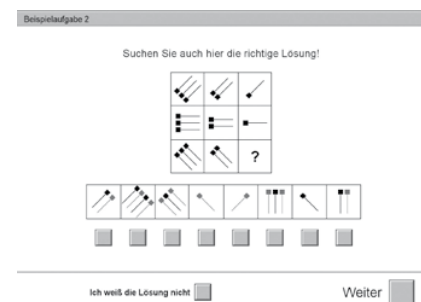 Beispielaufgabe 2
Suchen Sie auch hier die richtige Lösung!
?
Ich weiß die Lösung nicht
Weiter